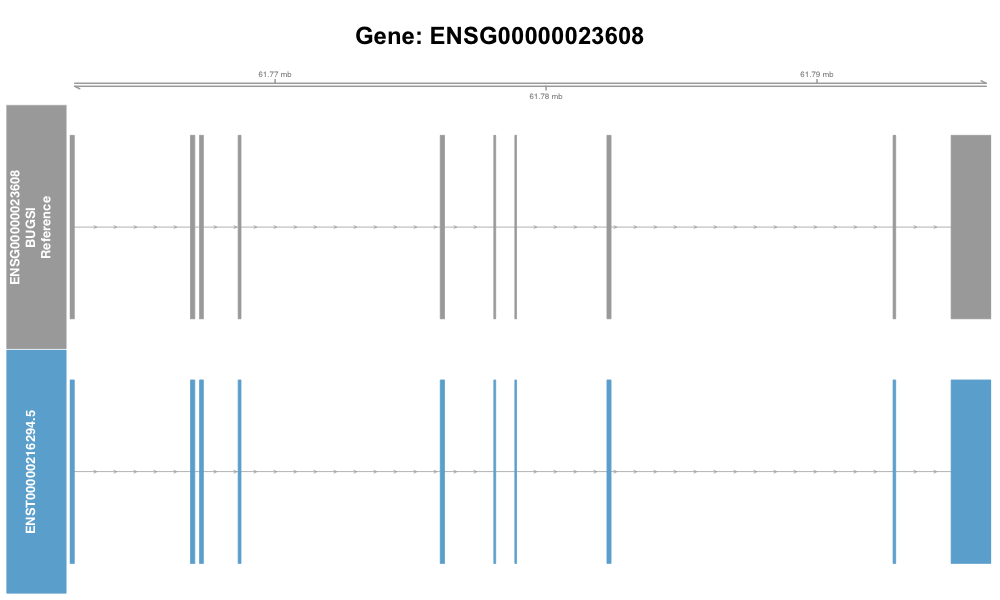 Gene: ENSG00000023608
61.77 mb
61.79 mb
61.78 mb
ENSG00000023608
BUGSI
Reference
ENST00000216294.5